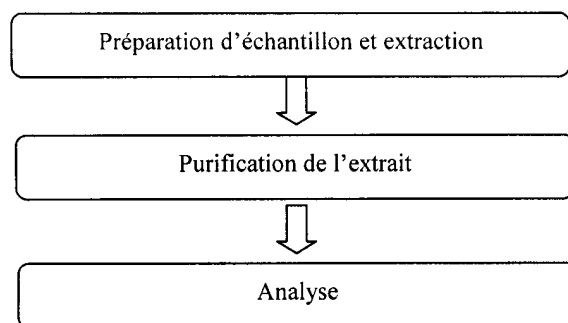 Préparation d'échantillon et extraction
Purification de l'extrait
Analyse